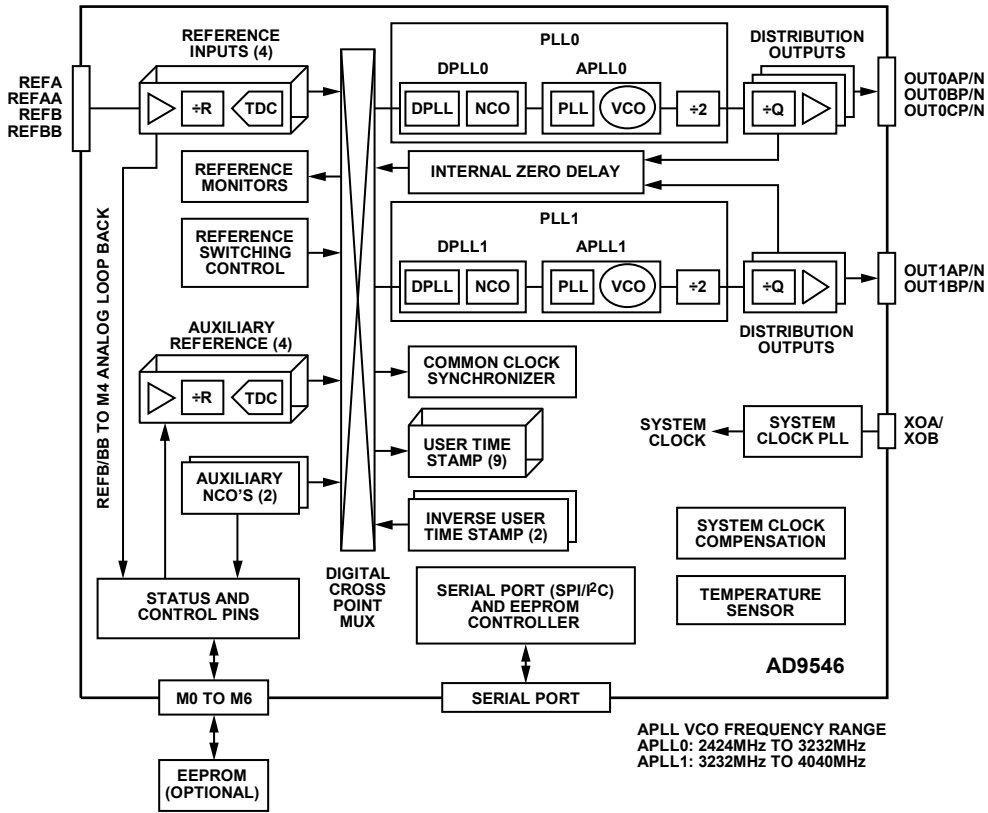 REFERENCE
INPUTS (4)
REFA
REFAA
REFB
REFBB
÷R
TDC
PLL0
DPLL0
APLL0
DPLL
NCO
PLL
VCO
÷2
DISTRIBUTION
OUTPUTS
÷Q
OUT0AP/N
OUT0BP/N
OUT0CP/N
REFERENCE
MONITORS
INTERNAL ZERO DELAY
REFERENCE
SWITCHING
CONTROL
PLL1
DPLL1
APLL1
DPLL
NCO
PLL
VCO
÷2
÷Q
OUT1AP/N
OUT1BP/N
DISTRIBUTION
OUTPUTS
REFB/BB TO M4 ANALOG LOOP BACK
AUXILIARY
REFERENCE (4)
÷R
TDC
COMMON CLOCK
SYNCHRONIZER
USER TIME
STAMP (9)
SYSTEM
CLOCK
SYSTEM
CLOCK PLL
XOA/
XOB
AUXILIARY
NCO'S (2)
INVERSE USER
TIME STAMP (2)
SYSTEM CLOCK
COMPENSATION
DIGITAL
CROSS
POINT
MUX
STATUS AND
CONTROL PINS
SERIAL PORT (SPI/I²C)
AND EEPROM
CONTROLLER
TEMPERATURE
SENSOR
AD9546
M0 TO M6
SERIAL PORT
EEPROM
(OPTIONAL)
APLL VCO FREQUENCY RANGE
APLL0: 2424MHz TO 3232MHz
APLL1: 3232MHz TO 4040MHz